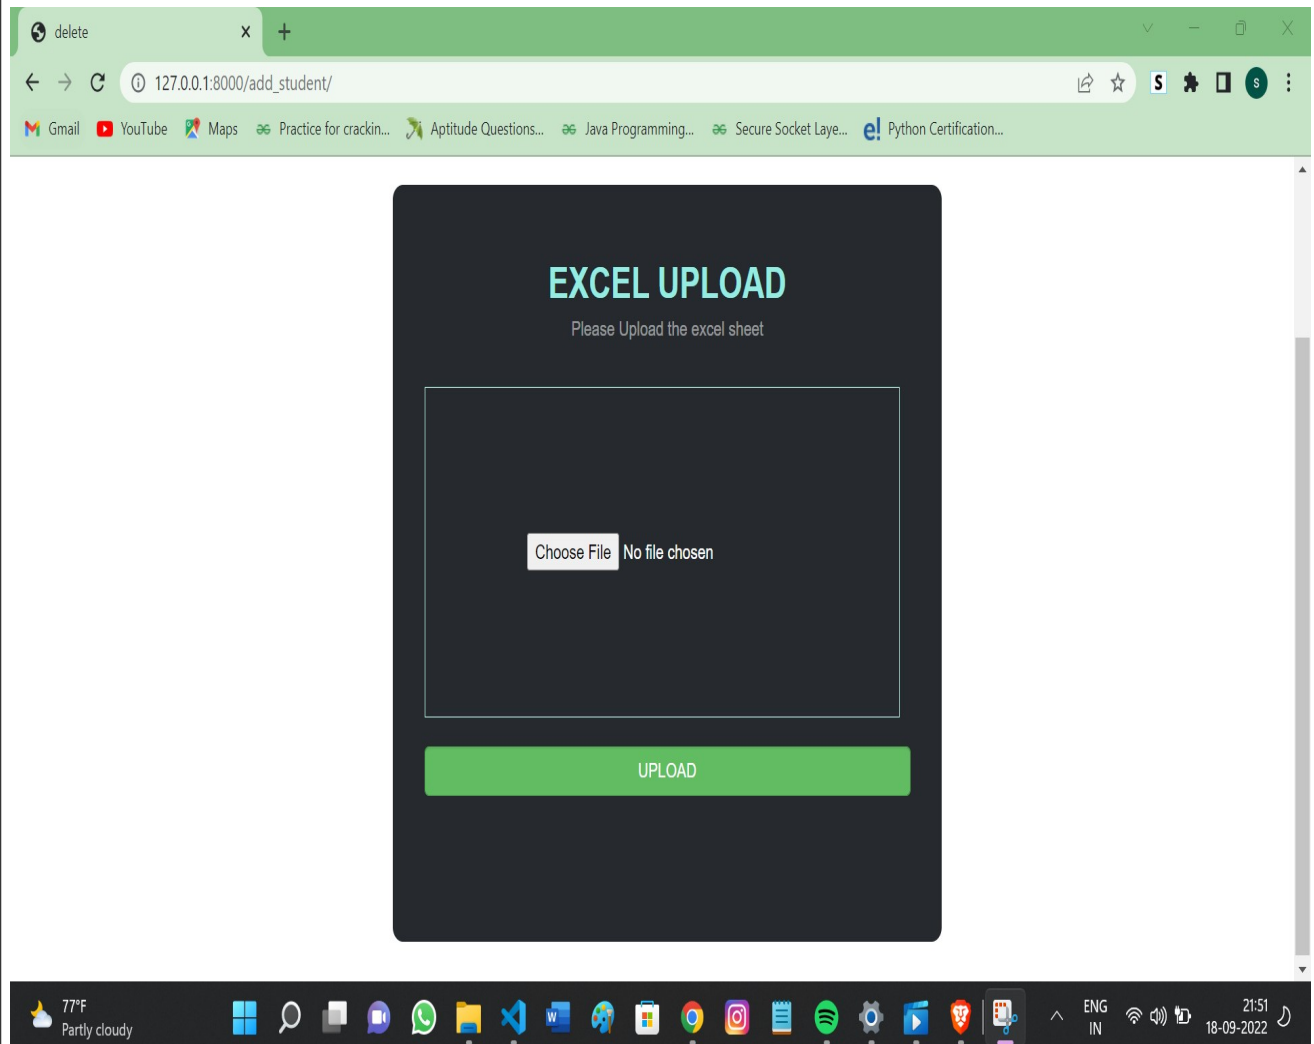 delete
127.0.0.1:8000/add_student/
S
s
Gmail YouTube Maps Practice for crackin... Aptitude Questions... Java Programming... Secure Socket Laye... e! Python Certification...
EXCEL UPLOAD
Please Upload the excel sheet
Choose File No file chosen
UPLOAD
77°F
Partly cloudy
W
ENG
IN
21:51
18-09-2022